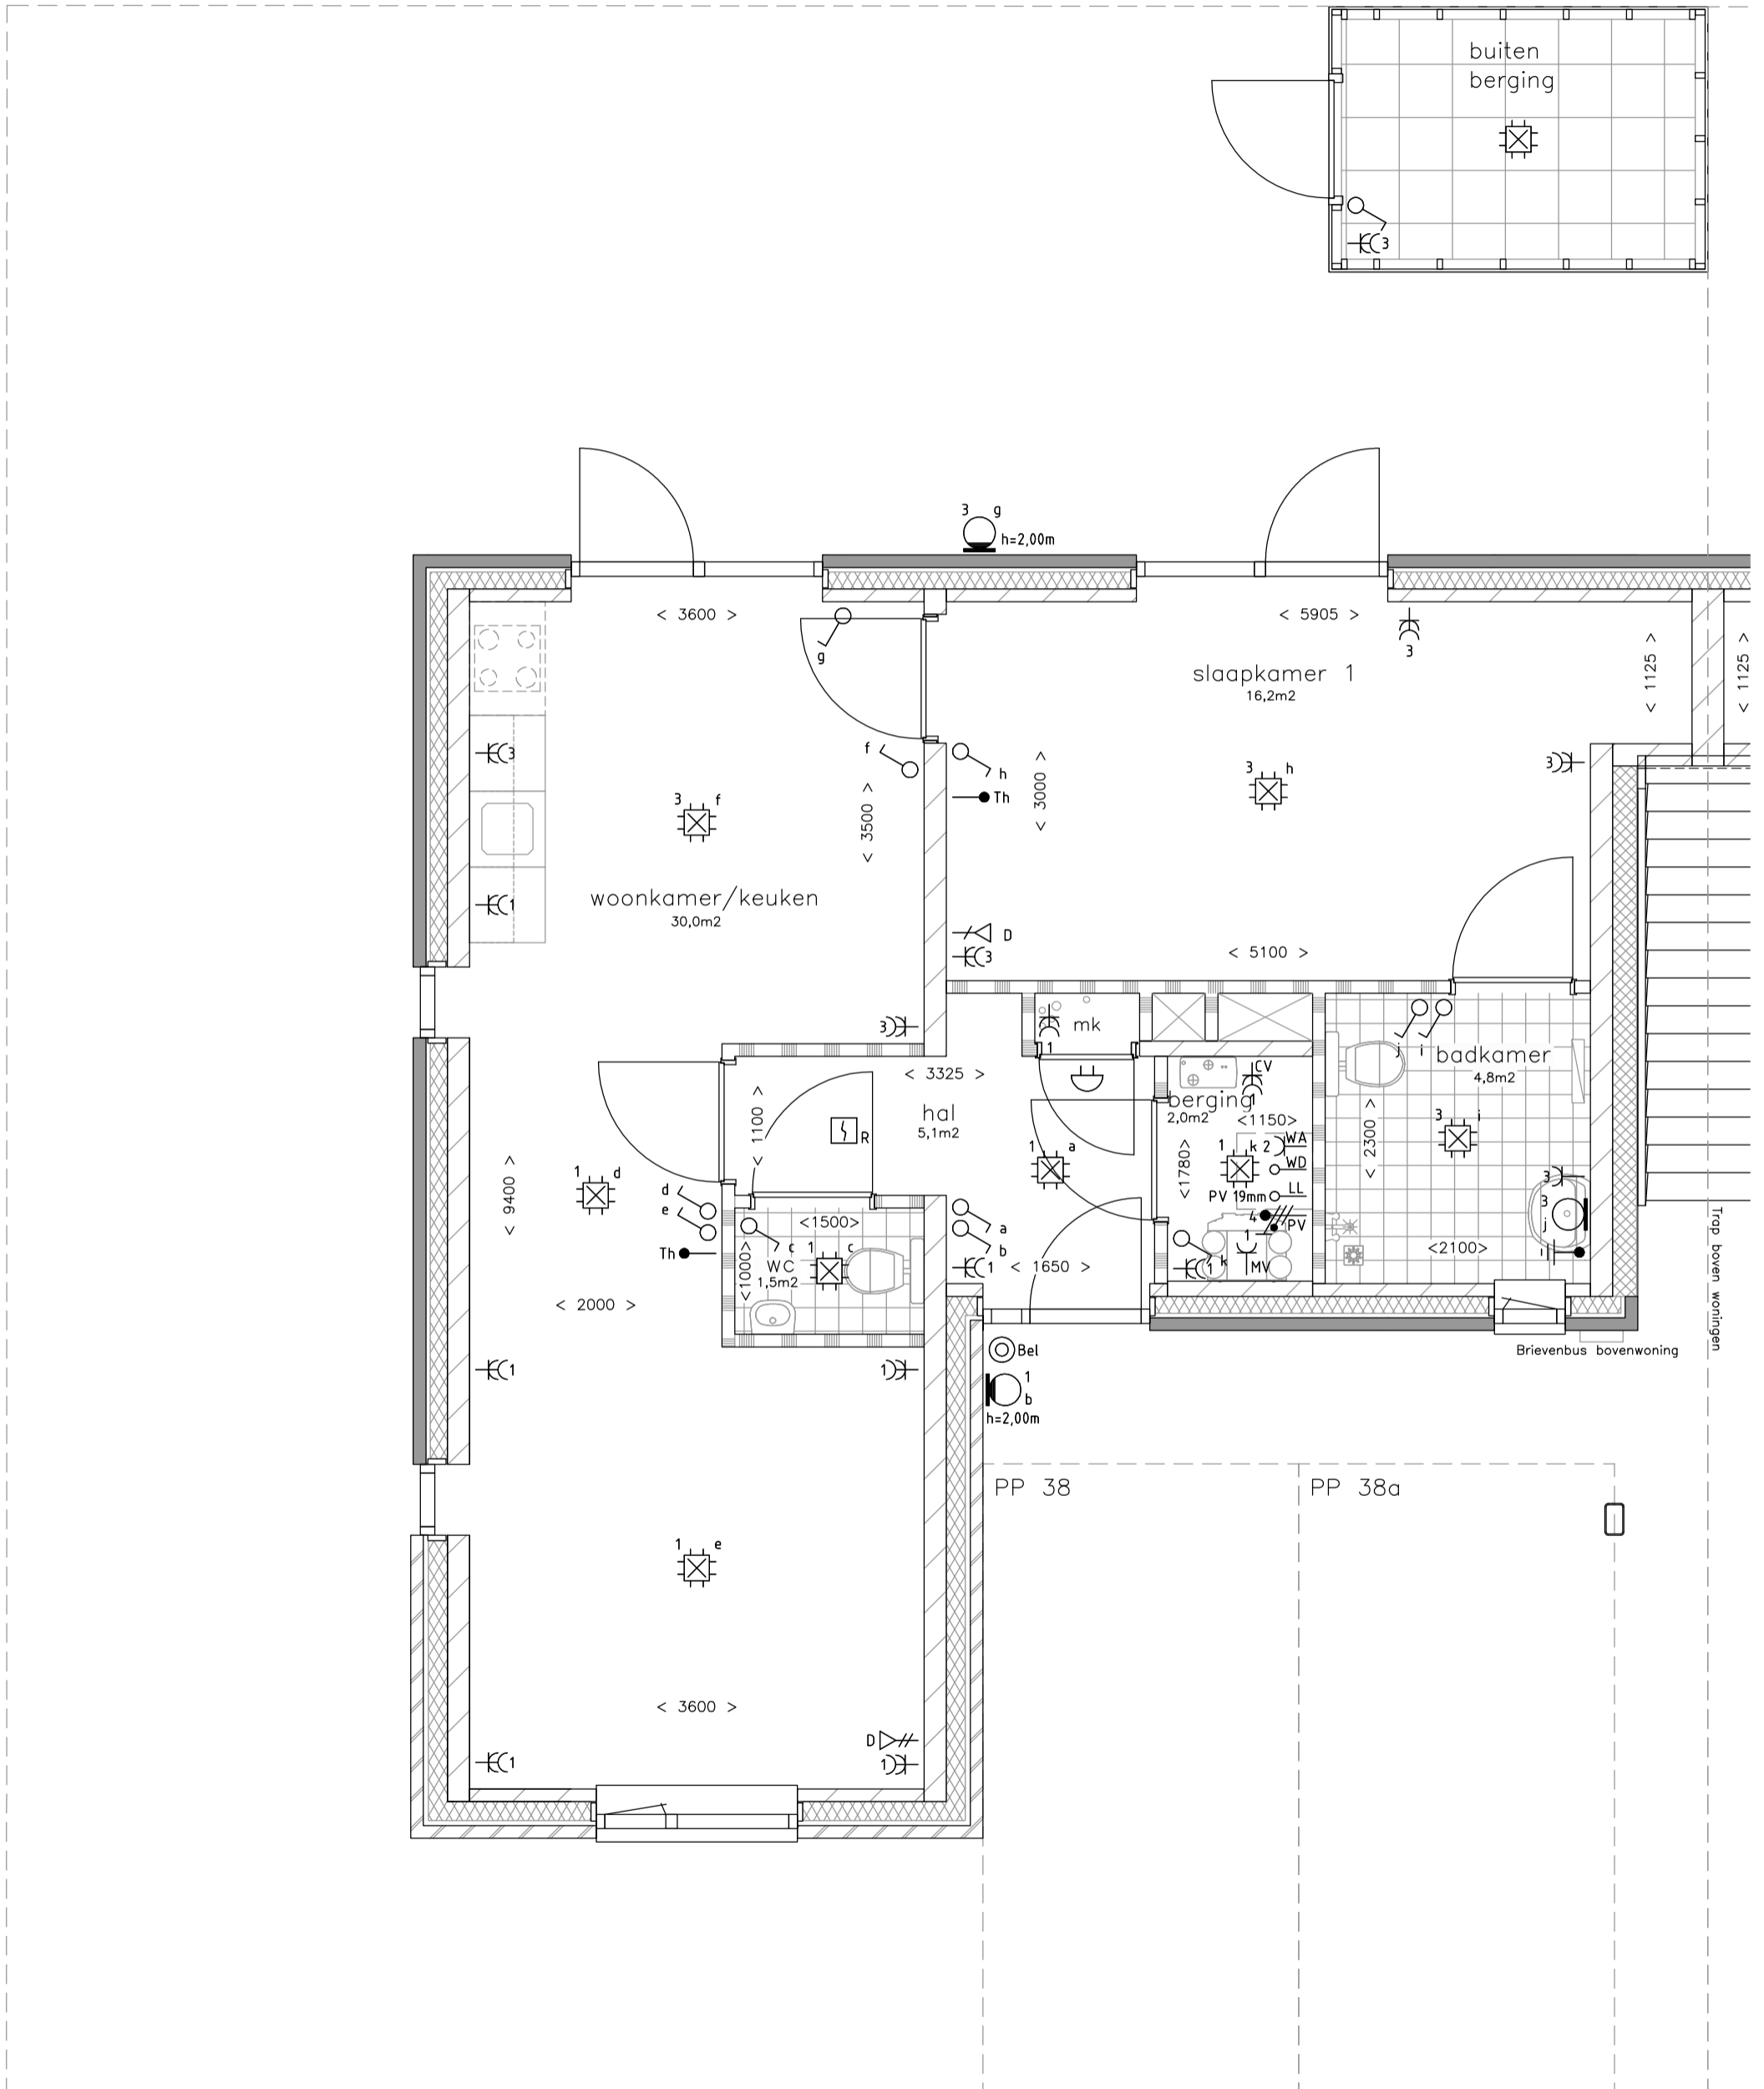 buiten
berging
3
3 g
h=2,00m
< 3600 >
< 5905 >
g
3
slaapkamer 1
16,2m2
< 1125 >
< 1125 >
3
f
h
Th
< 3500 >
< 3000 >
3 h
3
3 f
woonkamer/keuken
30,0m2
1
D
3
< 5100 >
3
mk
1
j
i
badkamer
4,8m2
< 3325 >
CV
1
berging
2,0m2
<1150>
hal
5,1m2
< 1100 >
R
3 i
< 2300 >
1 a
1 k
2
WA
WD
<1780>
PV 19mm
LL
4
PV
< 9400 >
1 d
d
e
Th
<1500>
c
1 c
WC
1,5m2
<1000>
a
b
1
< 1650 >
k
1
1
MV
3
3
j
<2100>
< 2000 >
Trap boven woningen
Bel
Brievenbus bovenwoning
1
1
1
b
h=2,00m
PP 38
PP 38a
1 e
< 3600 >
D
1
1